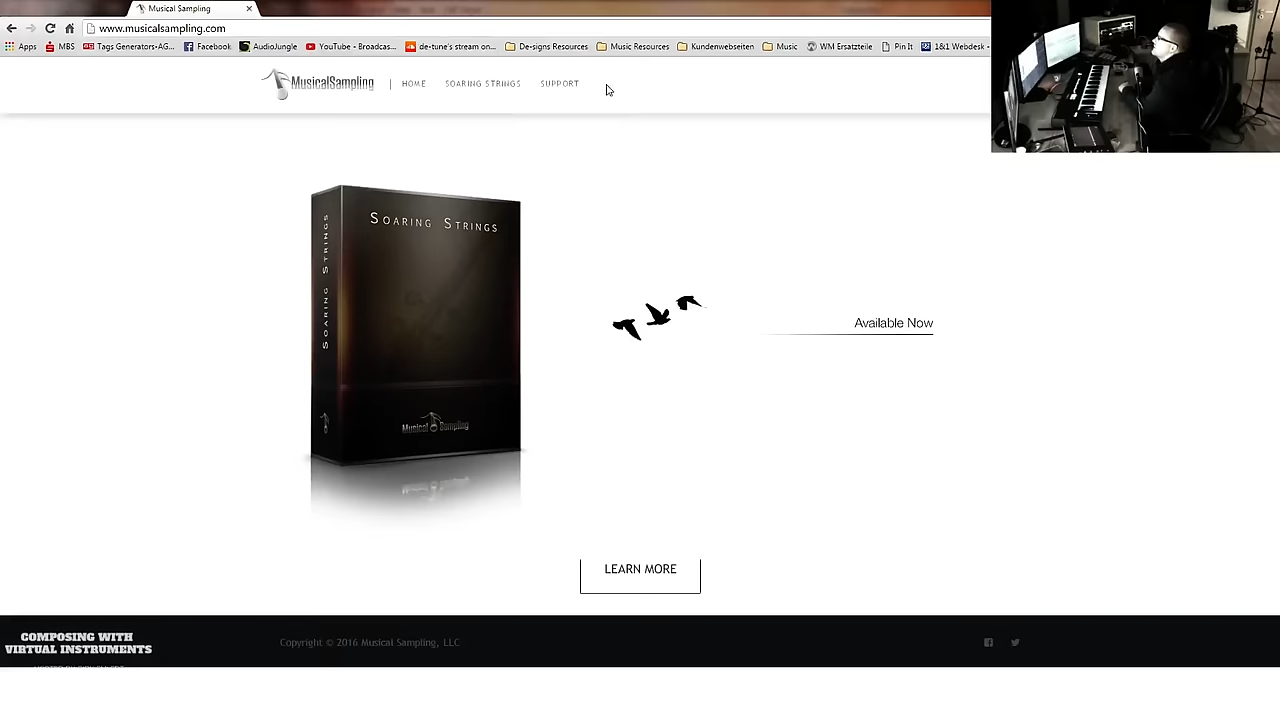 Musical Sampling
www.musicalsampling.com
Apps MBS Tags Generators-AG... Facebook AudioJungle YouTube - Broadcas... de-tune's stream on... De-signs Resources Music Resources Kundenwebseiten Music WM Ersatzteile Pin It 1&1 Webdesk -
MusicalSampling | HOME SOARING STRINGS SUPPORT
SOARING STRINGS
SOARING STRINGS
Musical Sampling
Available Now
LEARN MORE
COMPOSING WITH
VIRTUAL INSTRUMENTS
Copyright © 2016 Musical Sampling, LLC